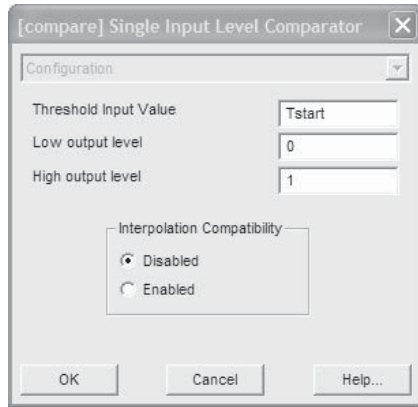 [compare] Single Input Level Comparator
Configuration
Threshold Input Value
Tstart
Low output level
0
High output level
1
Interpolation Compatibility
Disabled
Enabled
OK
Cancel
Help...